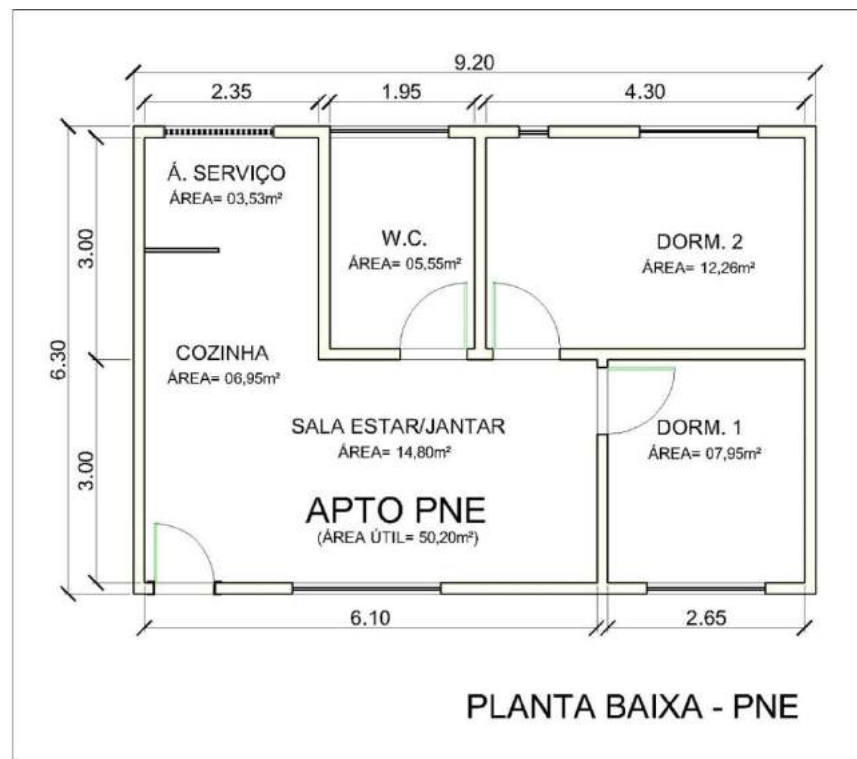 9.20
2.35
1.95
4.30
Á. SERVIÇO
ÁREA= 03,53m²
3.00
W.C.
ÁREA= 05,55m²
DORM. 2
ÁREA= 12,26m²
6.30
COZINHA
ÁREA= 06,95m²
SALA ESTAR/JANTAR
ÁREA= 14,80m²
DORM. 1
ÁREA= 07,95m²
3.00
APTO PNE
(ÁREA ÚTIL= 50,20m²)
6.10
2.65
PLANTA BAIXA - PNE